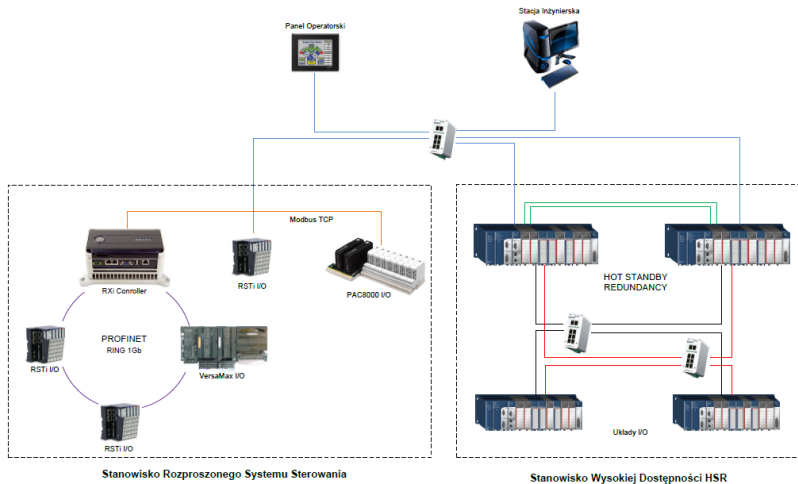 Stacja Inżynierska
Panel Operatorski
Modbus TCP
RXi Conroller
RSTi I/O
PAC8000 I/O
HOT STANDBY
REDUNDANCY
PROFINET
RING 1Gb
RSTi I/O
VersaMax I/O
RSTi I/O
Układy I/O
Stanowisko Rozproszonego Systemu Sterowania
Stanowisko Wysokiej Dostępności HSR